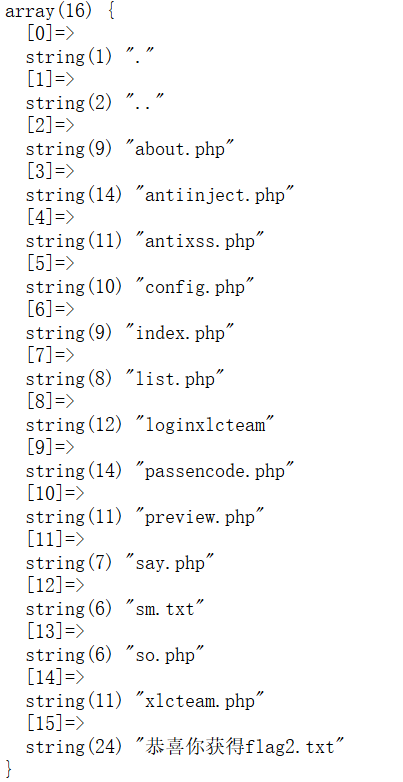 array(16) {
  [0]=>
  string(1) "."
  [1]=>
  string(2) ".."
  [2]=>
  string(9) "about.php"
  [3]=>
  string(14) "antiinject.php"
  [4]=>
  string(11) "antixss.php"
  [5]=>
  string(10) "config.php"
  [6]=>
  string(9) "index.php"
  [7]=>
  string(8) "list.php"
  [8]=>
  string(12) "loginxlcteam"
  [9]=>
  string(14) "passencode.php"
  [10]=>
  string(11) "preview.php"
  [11]=>
  string(7) "say.php"
  [12]=>
  string(6) "sm.txt"
  [13]=>
  string(6) "so.php"
  [14]=>
  string(11) "xlcteam.php"
  [15]=>
  string(24) "恭喜你获得flag2.txt"
}